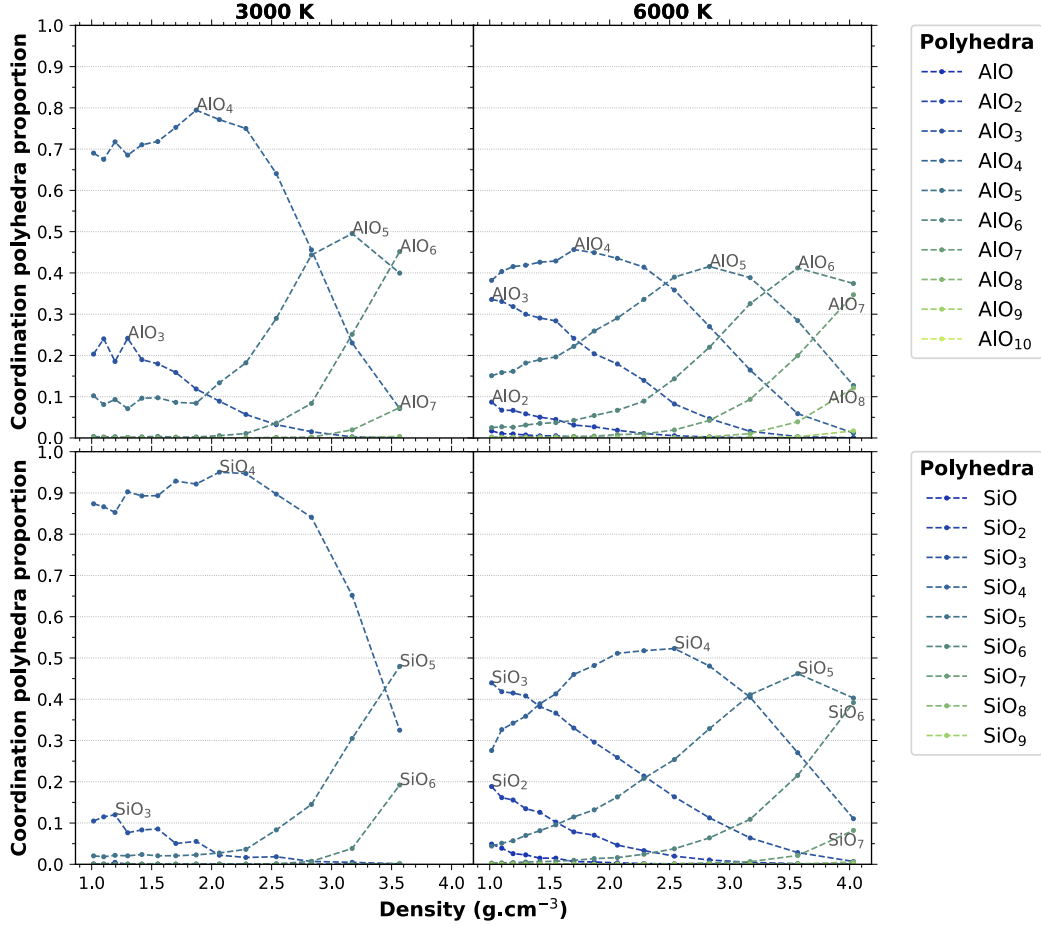 3000 K
6000 K
Coordination polyhedra proportion
1.0
0.9
0.8
0.7
0.6
0.5
0.4
0.3
0.2
0.1
0.0
AlO₄
AlO₃
AlO₅
AlO₆
AlO₇
AlO₄
AlO₃
AlO₂
AlO₅
AlO₆
AlO₇
AlO₈
Polyhedra
AlO
AlO₂
AlO₃
AlO₄
AlO₅
AlO₆
AlO₇
AlO₈
AlO₉
AlO₁₀
Coordination polyhedra proportion
1.0
0.9
0.8
0.7
0.6
0.5
0.4
0.3
0.2
0.1
0.0
SiO₄
SiO₃
SiO₅
SiO₆
SiO₃
SiO₂
SiO₄
SiO₅
SiO₆
SiO₇
Polyhedra
SiO
SiO₂
SiO₃
SiO₄
SiO₅
SiO₆
SiO₇
SiO₈
SiO₉
1.0 1.5 2.0 2.5 3.0 3.5 4.0
1.0 1.5 2.0 2.5 3.0 3.5 4.0
Density (g.cm⁻³)